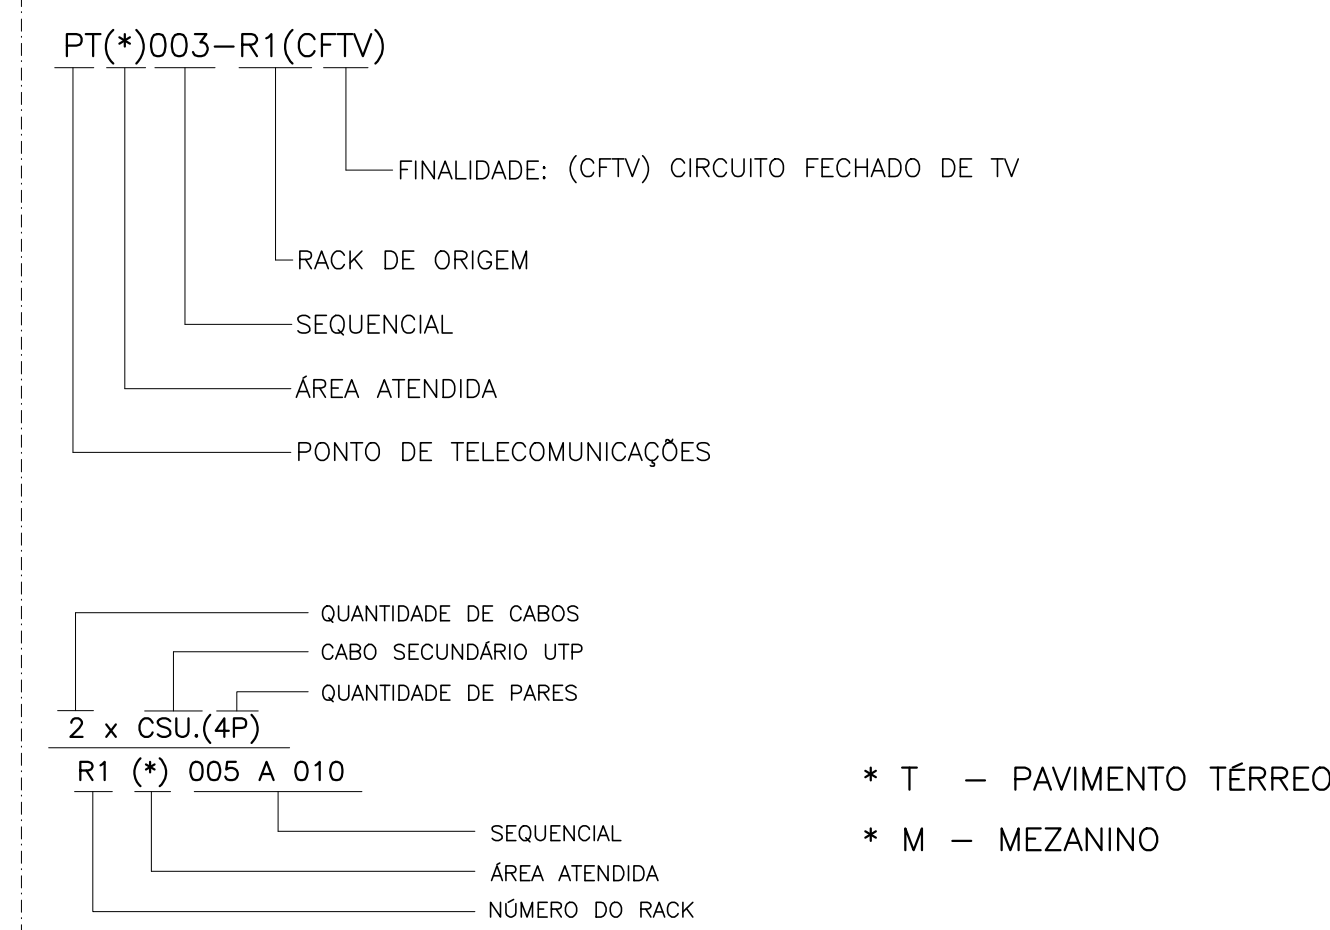 PT(*)003-R1(CFTV)
FINALIDADE: (CFTV) CIRCUITO FECHADO DE TV
RACK DE ORIGEM
SEQUENCIAL
ÁREA ATENDIDA
PONTO DE TELECOMUNICAÇÕES
QUANTIDADE DE CABOS
CABO SECUNDÁRIO UTP
QUANTIDADE DE PARES
2 x CSU.(4P)
R1 (*) 005 A 010
SEQUENCIAL
ÁREA ATENDIDA
NÚMERO DO RACK
* T – PAVIMENTO TÉRREO
* M – MEZANINO